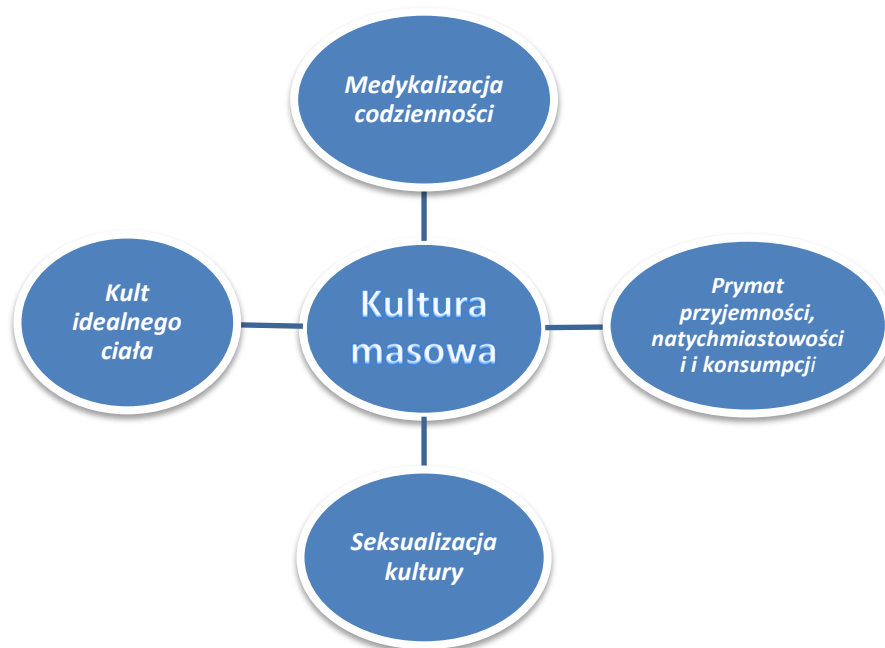 Medykalizacja
codzienności
Kult
idealnego
ciała
Kultura
masowa
Prymat
przyjemności,
natychmiastowości
i i konsumpcji
Seksualizacja
kultury